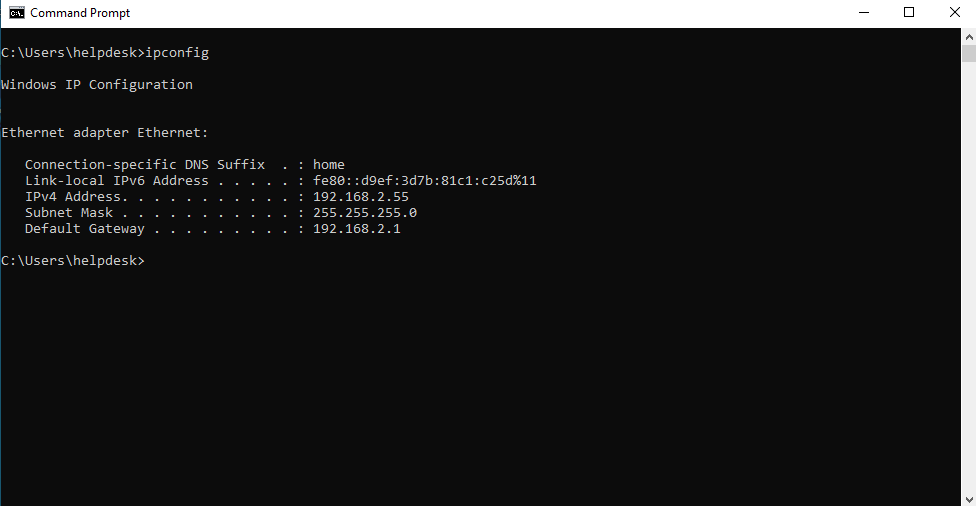 Command Prompt
C:\Users\helpdesk>ipconfig
Windows IP Configuration
Ethernet adapter Ethernet:
   Connection-specific DNS Suffix  . : home
   Link-local IPv6 Address . . . . . : fe80::d9ef:3d7b:81c1:c25d%11
   IPv4 Address. . . . . . . . . . . : 192.168.2.55
   Subnet Mask . . . . . . . . . . . : 255.255.255.0
   Default Gateway . . . . . . . . . : 192.168.2.1
C:\Users\helpdesk>